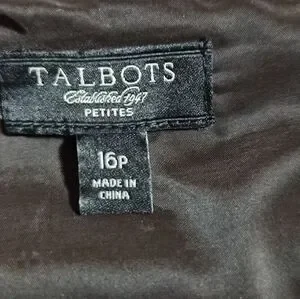 TALBOTS
Established 1947
PETITES
16P
MADE IN
CHINA